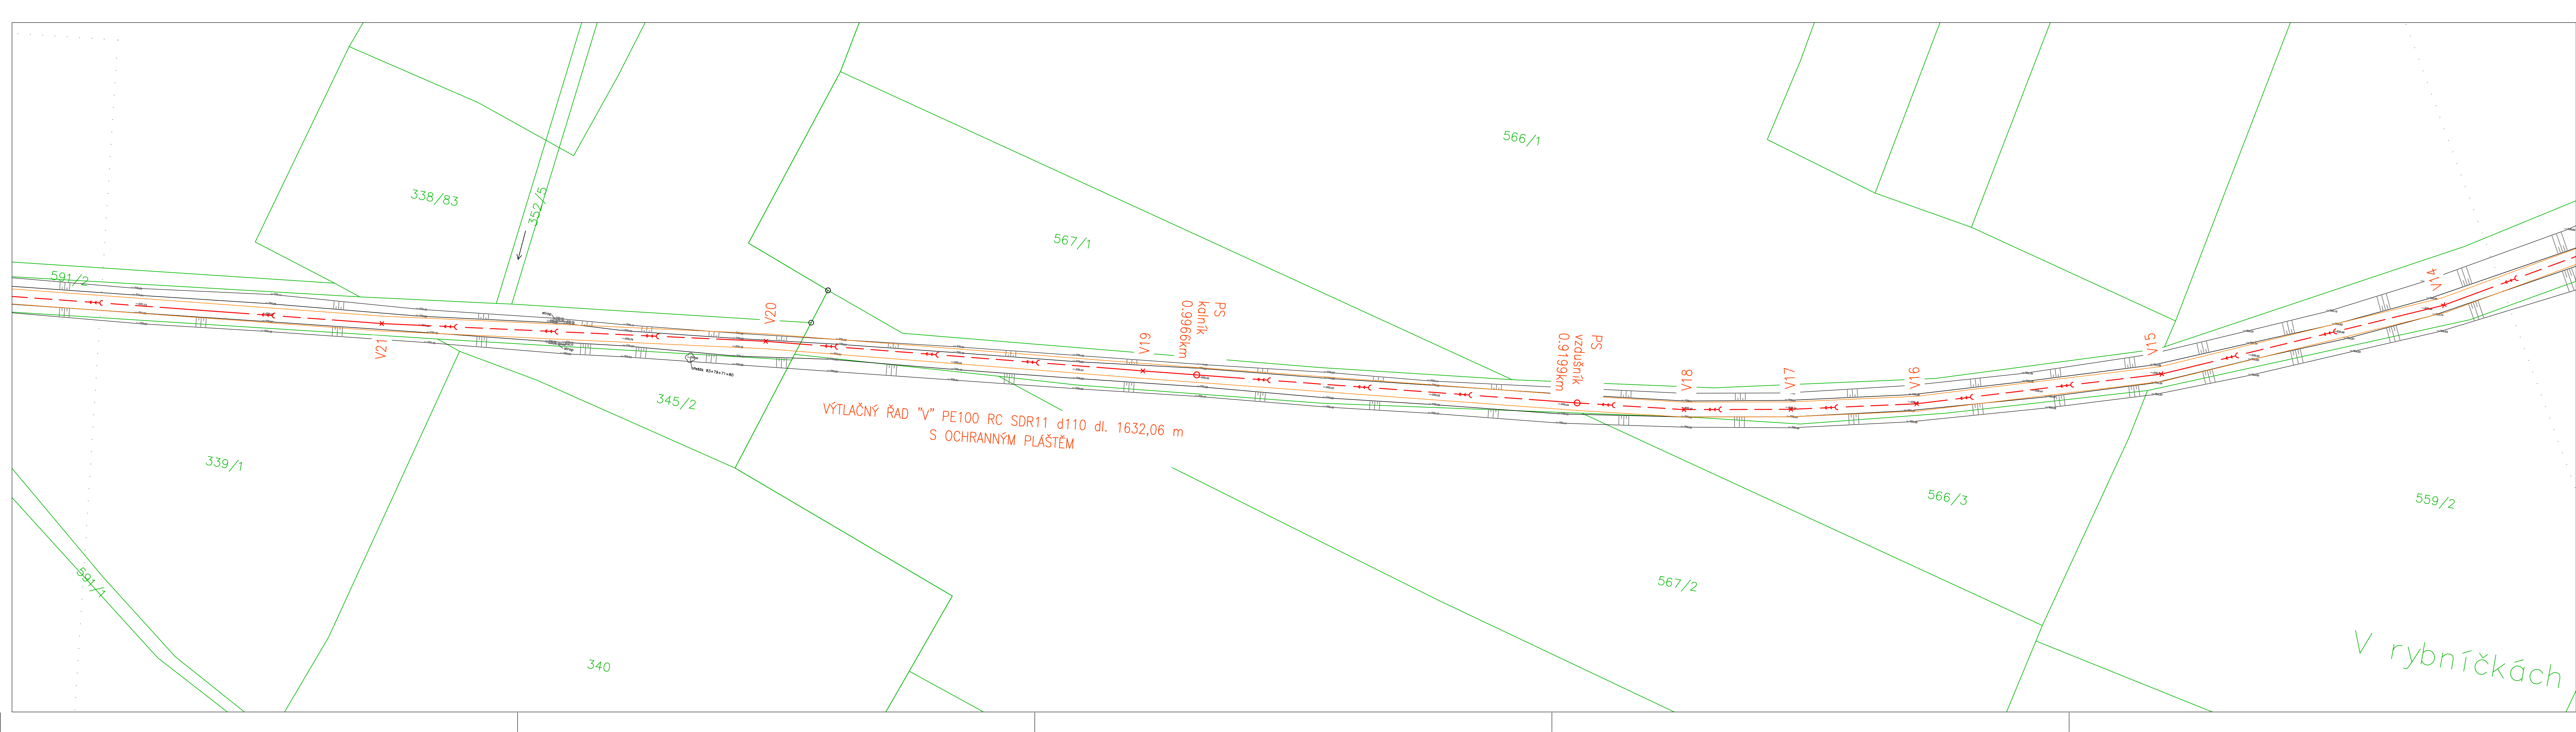 566/1
338/83
352/5
567/1
591/2
V14
V20
PS
kalník
0.9966km
V19
V21
PS
vzdušník
0.9199km
V18
V17
V16
V15
345/2
VÝTLAČNÝ ŘAD "V" PE100 RC SDR11 d110 dl. 1632,06 m
S OCHRANNÝM PLÁŠTĚM
339/1
566/3
559/2
591/1
567/2
340
V rybníčkách